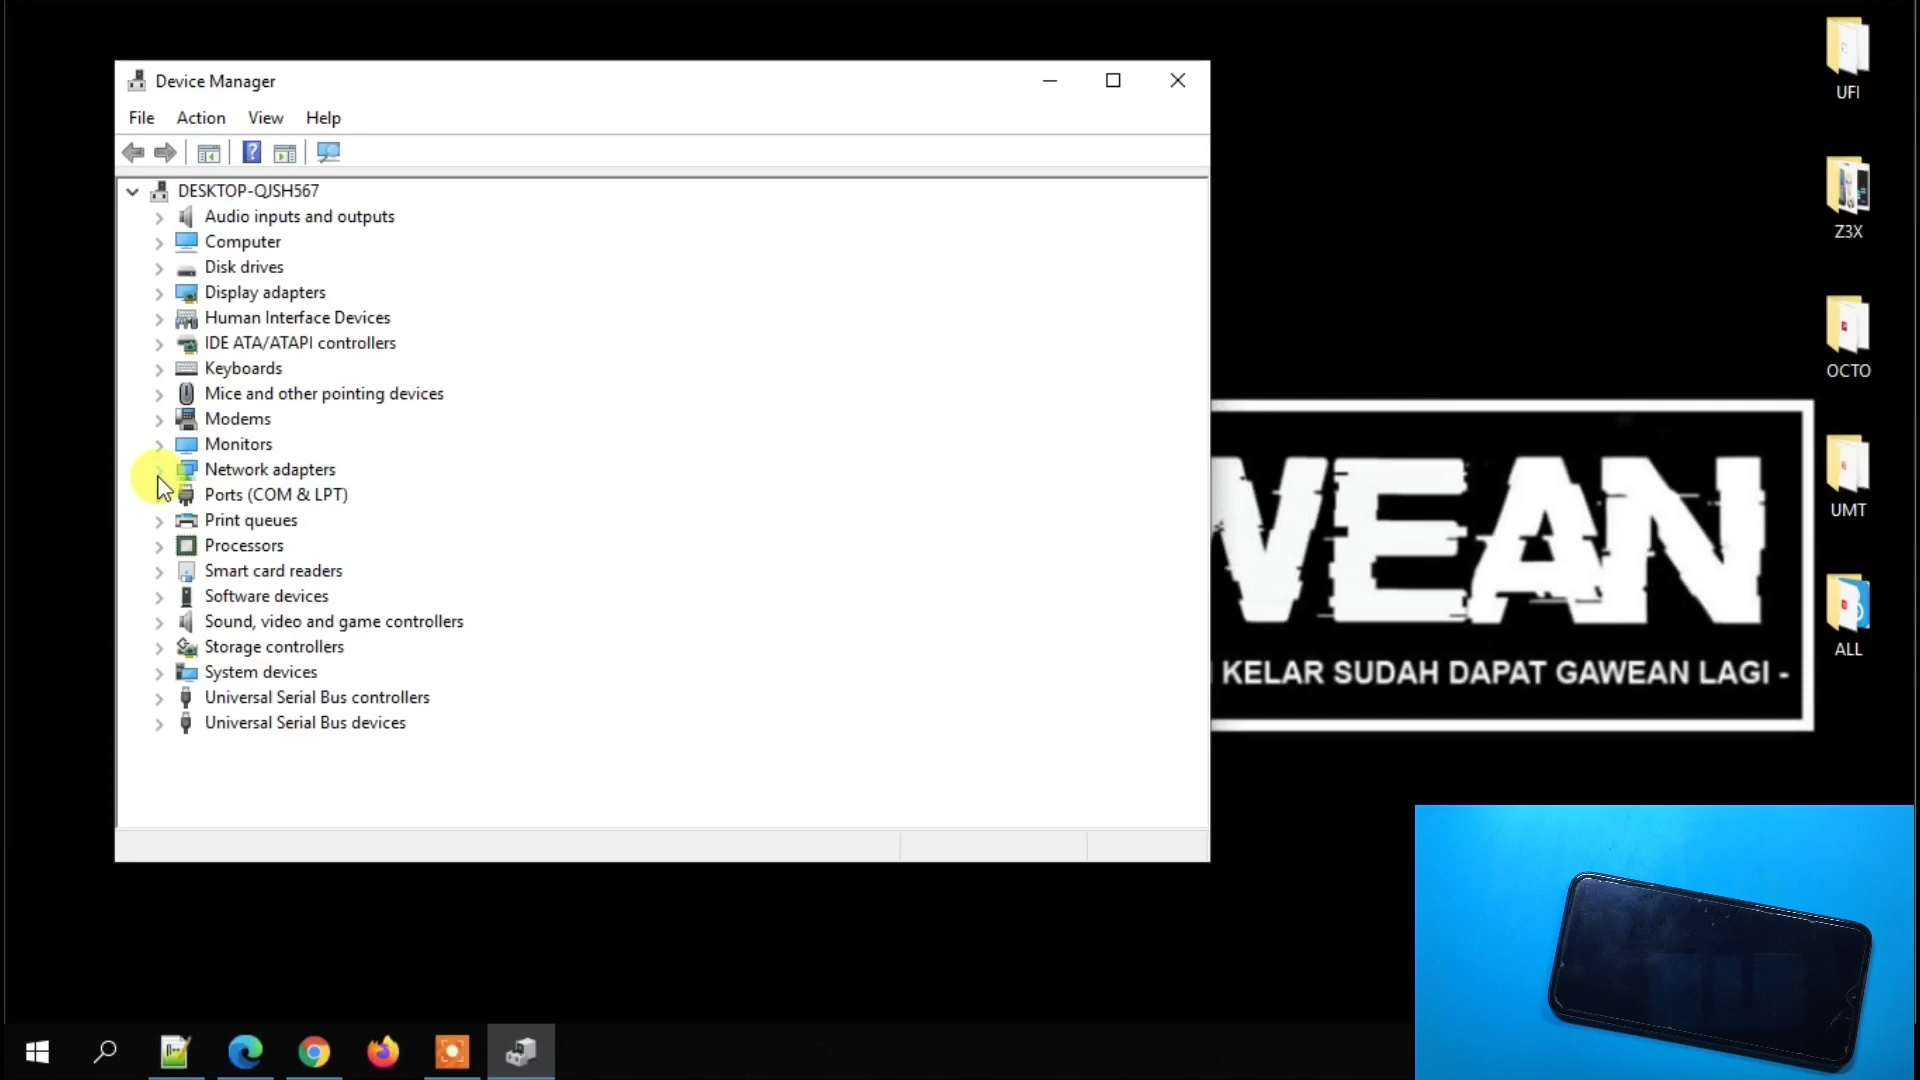 Device Manager
File Action View Help
DESKTOP-QJSH567
Audio inputs and outputs
Computer
Disk drives
Display adapters
Human Interface Devices
IDE ATA/ATAPI controllers
Keyboards
Mice and other pointing devices
Modems
Monitors
Network adapters
Ports (COM & LPT)
Print queues
Processors
Smart card readers
Software devices
Sound, video and game controllers
Storage controllers
System devices
Universal Serial Bus controllers
Universal Serial Bus devices
UFI
Z3X
OCTO
UMT
ALL
WEAN
KELAR SUDAH DAPAT GAWEAN LAGI -